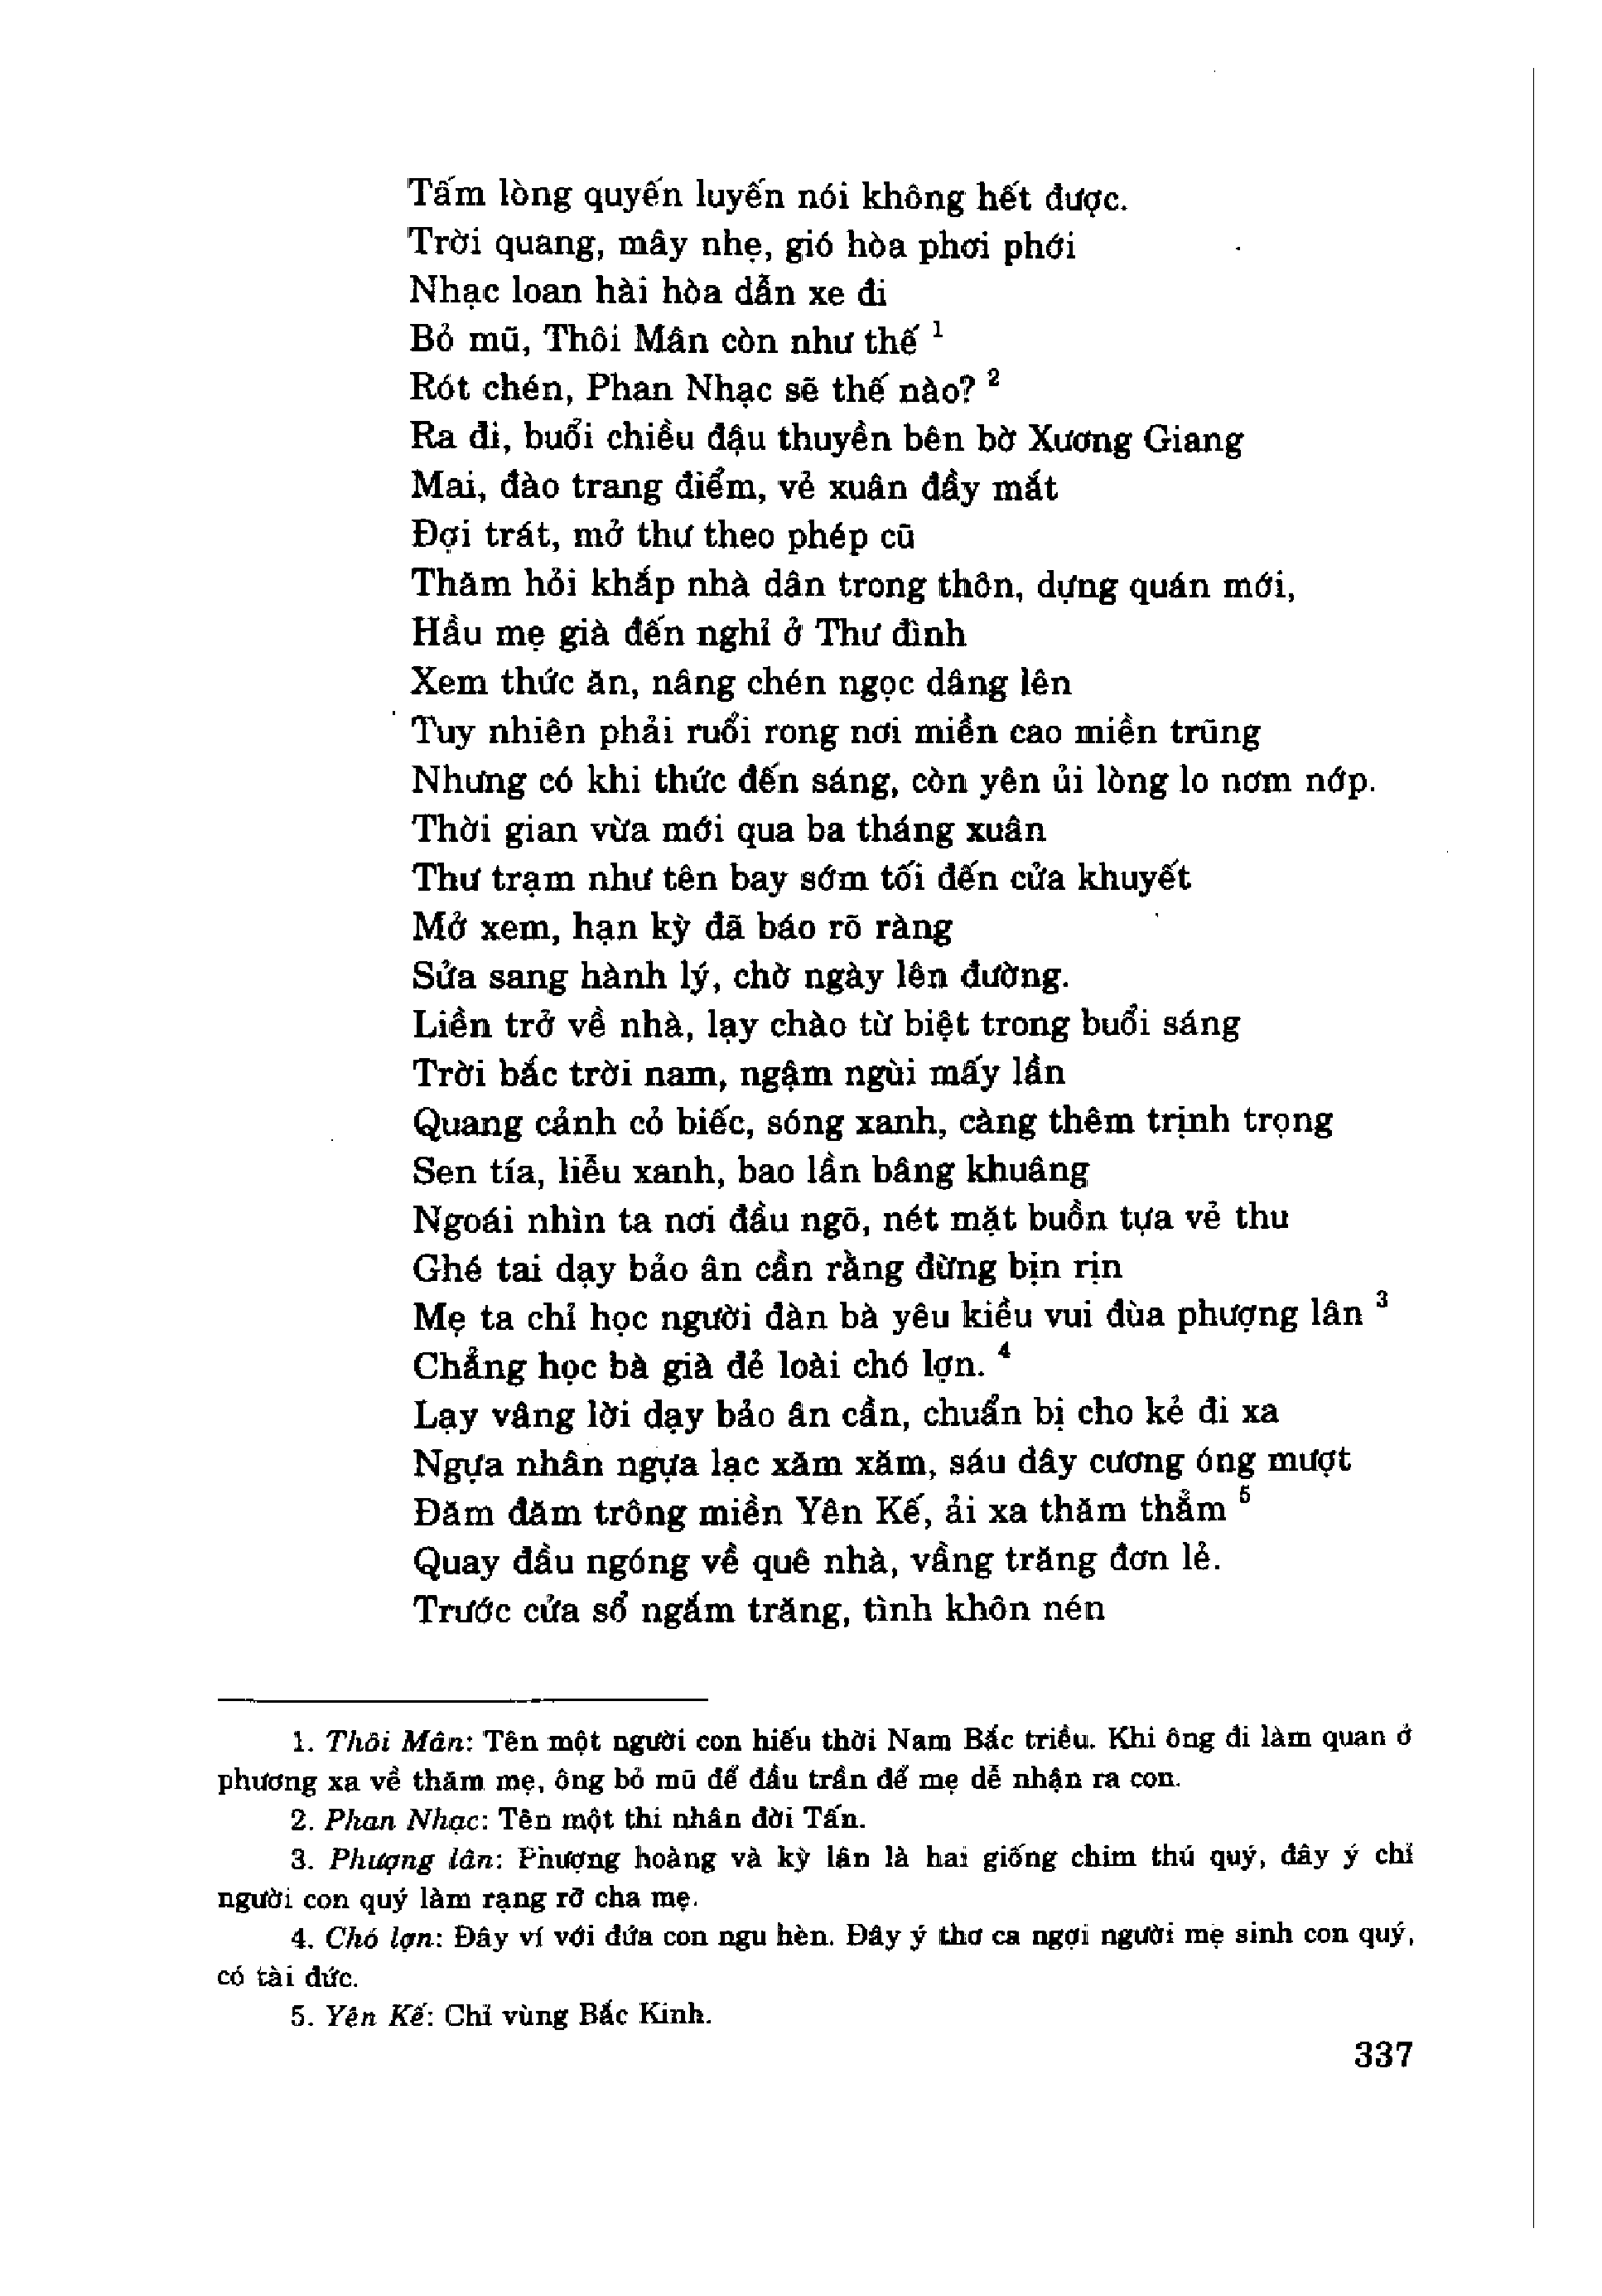 Tấm lòng quyến luyến nói không hết được.
Trời quang, mây nhẹ, gió hòa phơi phới
Nhạc loan hài hòa dẫn xe đi
Bỏ mũ, Thôi Mân còn như thế ¹
Rót chén, Phan Nhạc sẽ thế nào? ²
Ra đi, buổi chiều đậu thuyền bên bờ Xương Giang
Mai, đào trang điểm, vẻ xuân đầy mắt
Đợi trát, mở thư theo phép cũ
Thăm hỏi khắp nhà dân trong thôn, dựng quán mới,
Hầu mẹ già đến nghỉ ở Thư đình
Xem thức ăn, nâng chén ngọc dâng lên
Tuy nhiên phải ruổi rong nơi miền cao miền trũng
Nhưng có khi thức đến sáng, còn yên ủi lòng lo nơm nớp.
Thời gian vừa mới qua ba tháng xuân
Thư trạm như tên bay sớm tối đến cửa khuyết
Mở xem, hạn kỳ đã báo rõ ràng
Sửa sang hành lý, chờ ngày lên đường.
Liền trở về nhà, lạy chào từ biệt trong buổi sáng
Trời bắc trời nam, ngậm ngùi mấy lần
Quang cảnh cỏ biếc, sóng xanh, càng thêm trịnh trọng
Sen tía, liễu xanh, bao lần bâng khuâng
Ngoái nhìn ta nơi đầu ngõ, nét mặt buồn tựa vẻ thu
Ghé tai dạy bảo ân cần rằng đừng bịn rịn
Mẹ ta chỉ học người đàn bà yêu kiều vui đùa phượng lân ³
Chẳng học bà già đẻ loài chó lợn. ⁴
Lạy vâng lời dạy bảo ân cần, chuẩn bị cho kẻ đi xa
Ngựa nhân ngựa lạc xăm xăm, sáu dây cương óng mượt
Đăm đăm trông miền Yên Kế, ải xa thăm thẳm ⁵
Quay đầu ngóng về quê nhà, vầng trăng đơn lẻ.
Trước cửa sổ ngắm trăng, tình khôn nén
1. Thôi Mân: Tên một người con hiếu thời Nam Bắc triều. Khi ông đi làm quan ở
phương xa về thăm mẹ, ông bỏ mũ để đầu trần để mẹ dễ nhận ra con.
2. Phan Nhạc: Tên một thi nhân đời Tấn.
3. Phượng lân: Phượng hoàng và kỳ lân là hai giống chim thú quý, đây ý chỉ
người con quý làm rạng rỡ cha mẹ.
4. Chó lợn: Đây ví với đứa con ngu hèn. Đây ý thơ ca ngợi người mẹ sinh con quý,
có tài đức.
5. Yên Kế: Chỉ vùng Bắc Kinh.
337